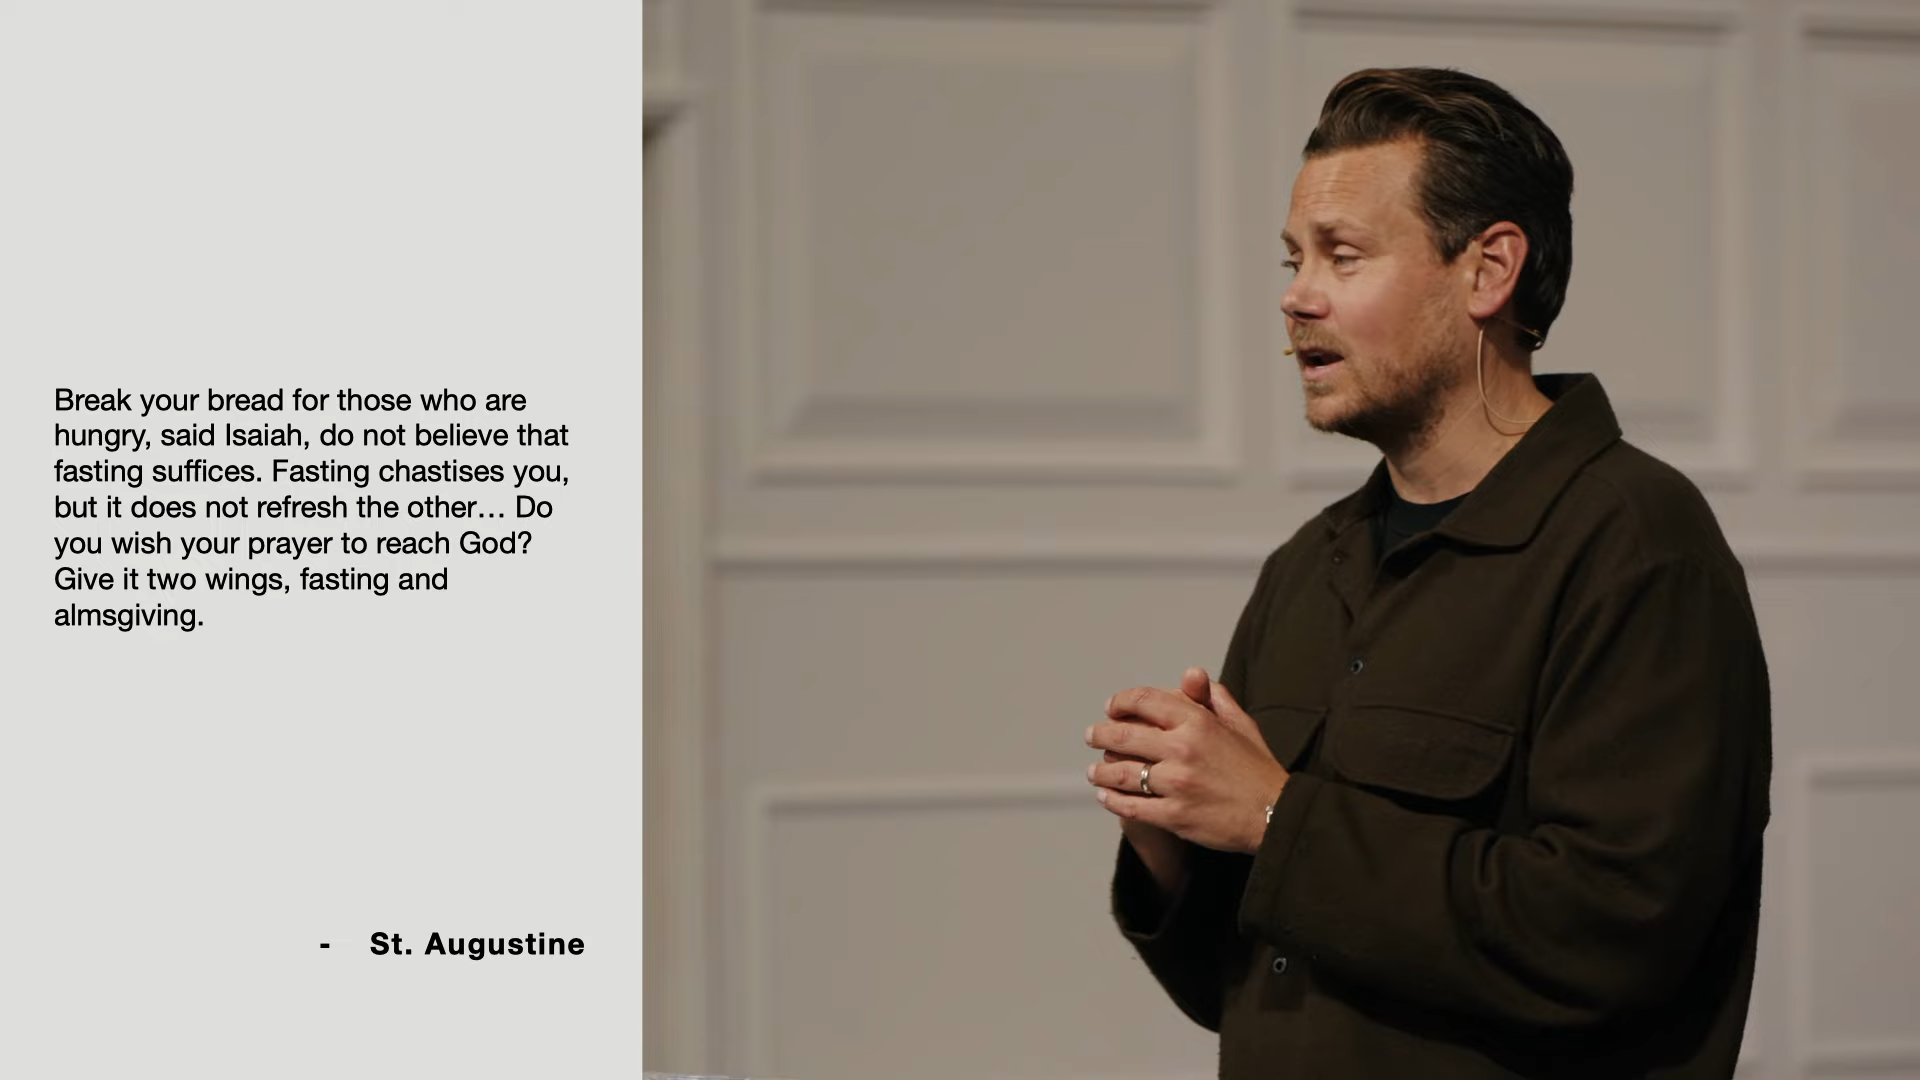 Break your bread for those who are
hungry, said Isaiah, do not believe that
fasting suffices. Fasting chastises you,
but it does not refresh the other… Do
you wish your prayer to reach God?
Give it two wings, fasting and
almsgiving.
- St. Augustine